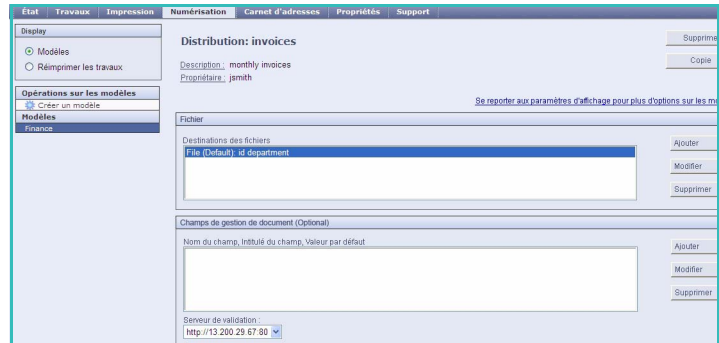 État Travaux Impression Numérisation Carnet d'adresses Propriétés Support
Display
Modèles
Réimprimer les travaux
Opérations sur les modèles
Créer un modèle
Modèles
Finance
Distribution: invoices
Description : monthly invoices
Propriétaire : jsmith
Supprime
Copie
Se reporter aux paramètres d'affichage pour plus d'options sur les m
Fichier
Destinations des fichiers
File (Default): id department
Ajouter
Modifier
Supprimer
Champs de gestion de document (Optional)
Nom du champ, Intitulé du champ, Valeur par défaut
Ajouter
Modifier
Supprimer
Serveur de validation :
http://13.200.29.67:80